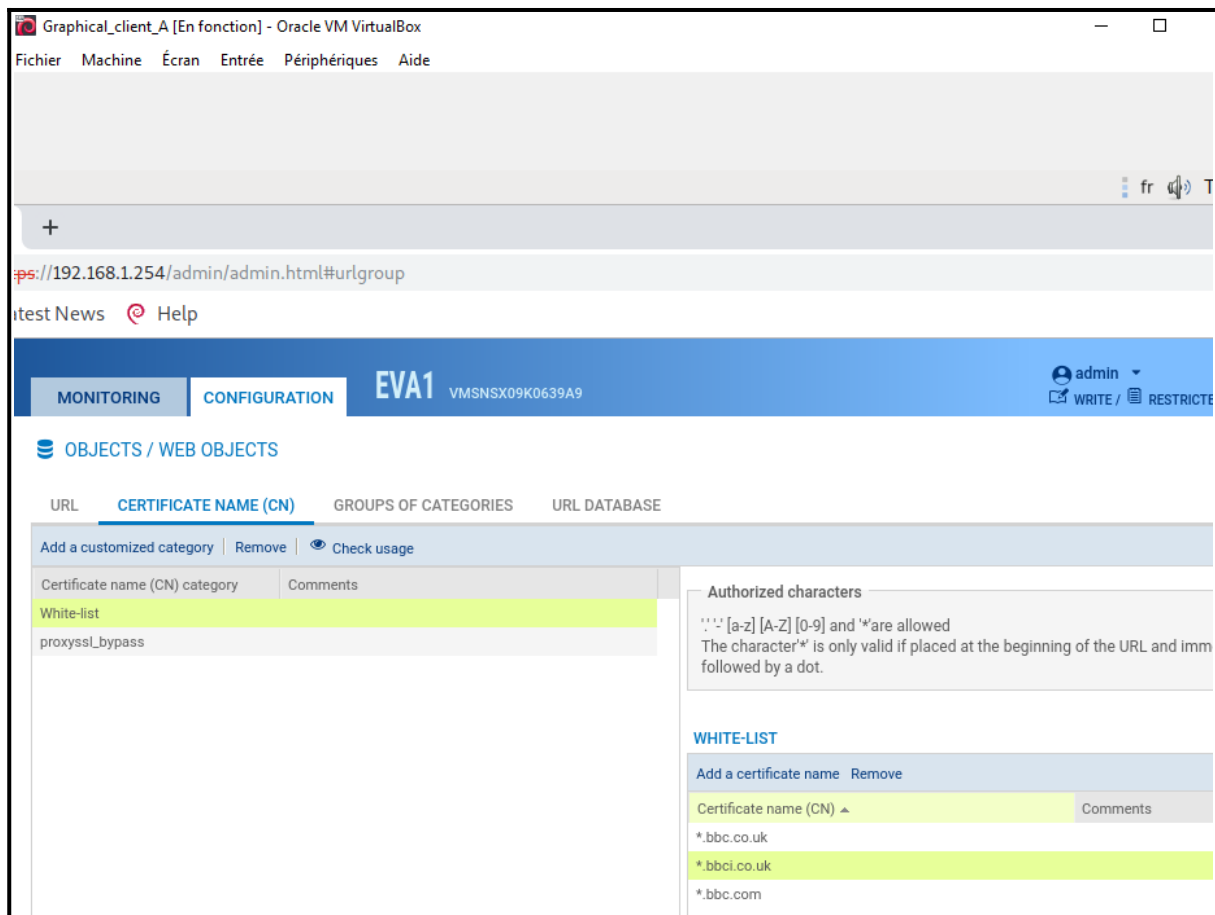 Graphical_client_A [En fonction] - Oracle VM VirtualBox
Fichier Machine Écran Entrée Périphériques Aide
fr
+
://192.168.1.254/admin/admin.html#urlgroup
News Help
MONITORING CONFIGURATION EVA1 VMSNSX09K0639A9 admin
WRITE /
OBJECTS / WEB OBJECTS
URL CERTIFICATE NAME (CN) GROUPS OF CATEGORIES URL DATABASE
Add a customized category Remove Check usage
Certificate name (CN) category Comments
White-list
proxyssl_bypass
Authorized characters
'.' '-' [a-z] [A-Z] [0-9] and '*'are allowed
The character'*' is only valid if placed at the beginning of the URL and
followed by a dot.
WHITE-LIST
Add a certificate name Remove
Certificate name (CN) Comments
*.bbc.co.uk
*.bbci.co.uk
*.bbc.com